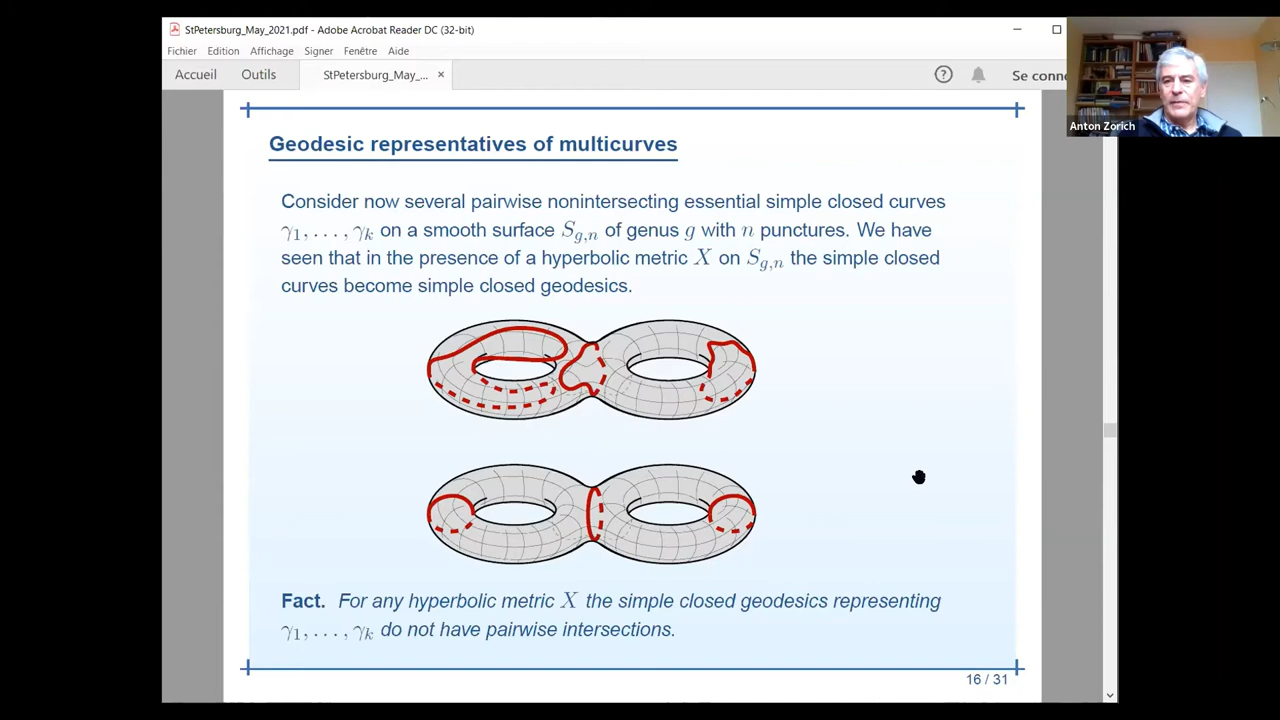 StPetersburg_May_2021.pdf - Adobe Acrobat Reader DC (32-bit)
Fichier Edition Affichage Signer Fenêtre Aide
Accueil Outils StPetersburg_May_... × ? Se conne
Anton Zorich
Geodesic representatives of multicurves
Consider now several pairwise nonintersecting essential simple closed curves
γ₁, . . . , γₖ on a smooth surface S_{g,n} of genus g with n punctures. We have
seen that in the presence of a hyperbolic metric X on S_{g,n} the simple closed
curves become simple closed geodesics.
Fact. For any hyperbolic metric X the simple closed geodesics representing
γ₁, . . . , γₖ do not have pairwise intersections.
16 / 31